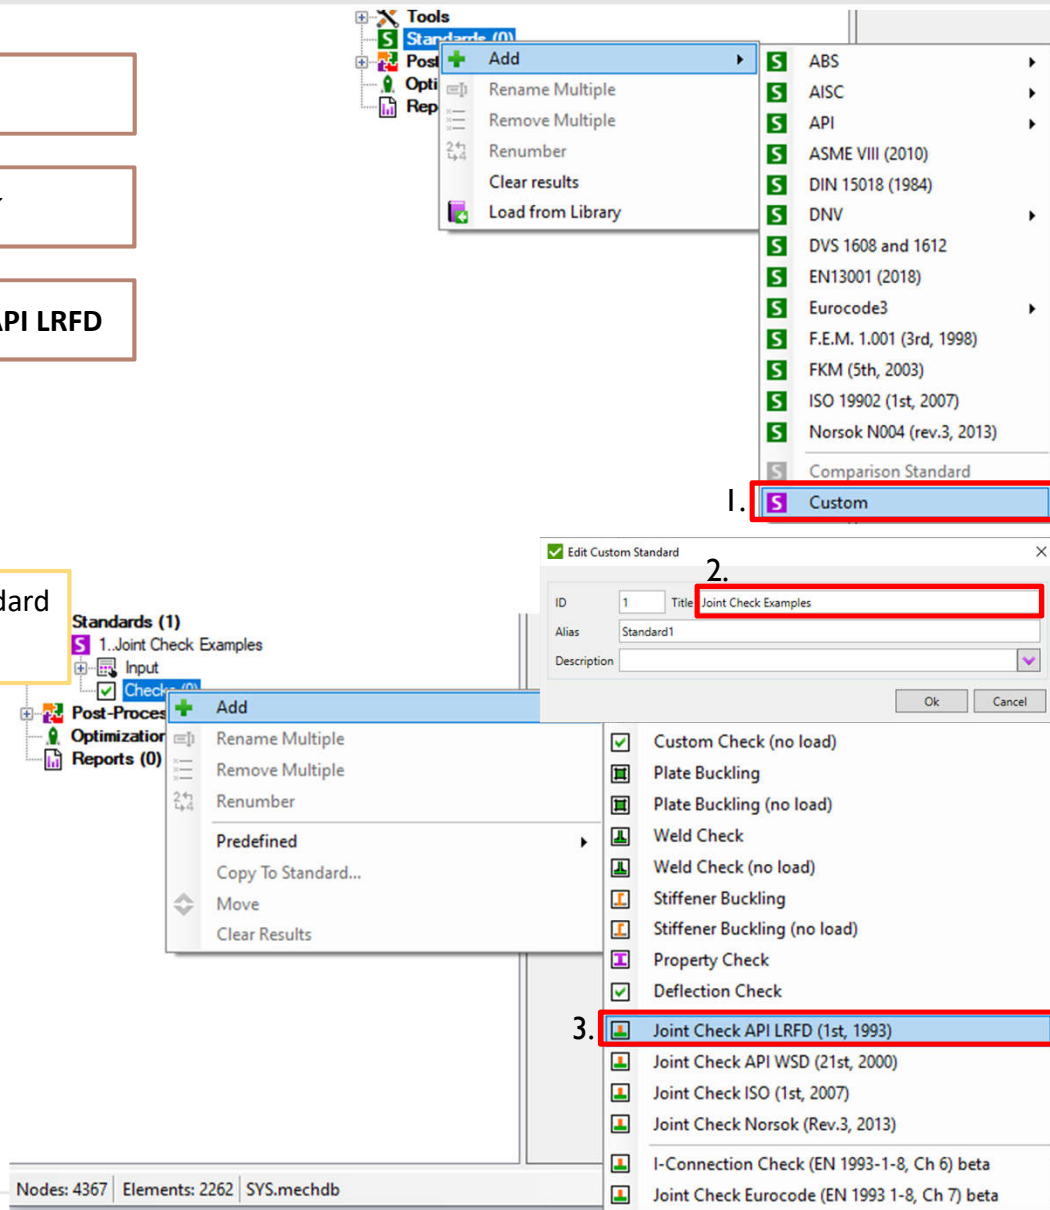 Tools
Standards (0)
Post
Opti
Rep
Add
Rename Multiple
Remove Multiple
Renumber
Clear results
Load from Library
ABS
AISC
API
ASME VIII (2010)
DIN 15018 (1984)
DNV
DVS 1608 and 1612
EN13001 (2018)
Eurocode3
F.E.M. 1.001 (3rd, 1998)
FKM (5th, 2003)
ISO 19902 (1st, 2007)
Norsok N004 (rev.3, 2013)
Comparison Standard
1. Custom
API LRFD
Edit Custom Standard
2.
ID 1 Title Joint Check Examples
Alias Standard1
Description
Ok Cancel
dard
Standards (1)
1..Joint Check Examples
Input
Checks (0)
Post-Proces
Optimization
Reports (0)
Add
Rename Multiple
Remove Multiple
Renumber
Predefined
Copy To Standard...
Move
Clear Results
Custom Check (no load)
Plate Buckling
Plate Buckling (no load)
Weld Check
Weld Check (no load)
Stiffener Buckling
Stiffener Buckling (no load)
Property Check
Deflection Check
3. Joint Check API LRFD (1st, 1993)
Joint Check API WSD (21st, 2000)
Joint Check ISO (1st, 2007)
Joint Check Norsok (Rev.3, 2013)
I-Connection Check (EN 1993-1-8, Ch 6) beta
Joint Check Eurocode (EN 1993 1-8, Ch 7) beta
Nodes: 4367 Elements: 2262 SYS.mechdb